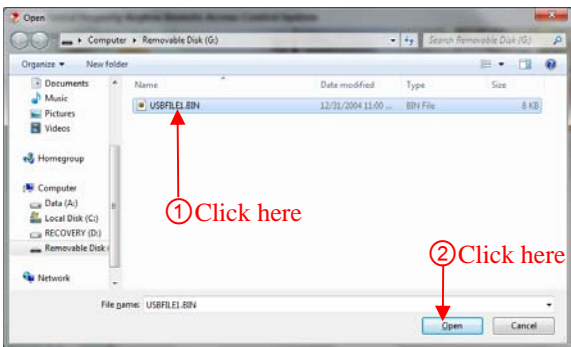 Open
Computer ▸ Removable Disk (G:)
Search Removable Disk (G:)
Organize ▾ New folder
Name Date modified Type Size
USBFILE1.BIN 12/31/2004 11:00 ... BIN File 8 KB
Documents
Music
Pictures
Videos
Homegroup
Computer
Data (A:)
Local Disk (C:)
RECOVERY (D:)
Removable Disk
Network
①Click here
②Click here
File name: USBFILE1.BIN
Open Cancel